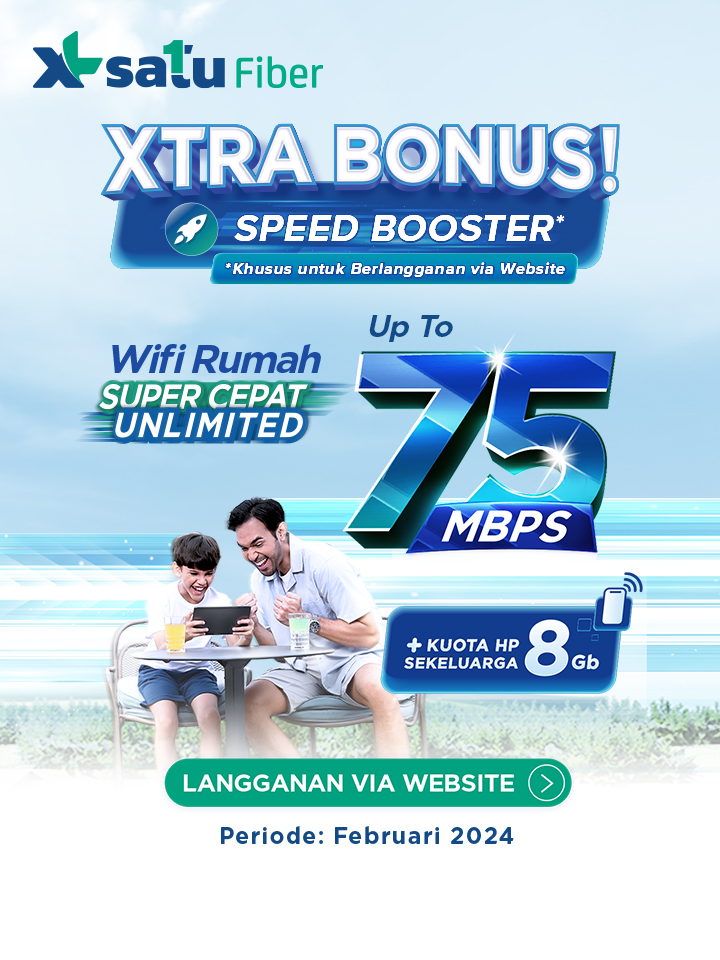 XL satu Fiber
XTRA BONUS!
SPEED BOOSTER*
*Khusus untuk Berlangganan via Website
Up To
Wifi Rumah
SUPER CEPAT
UNLIMITED
75
MBPS
+ KUOTA HP
SEKELUARGA
8 Gb
LANGGANAN VIA WEBSITE
Periode: Februari 2024